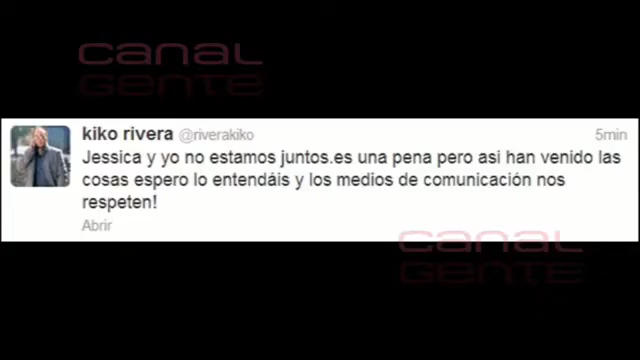 CANAL
GENTE
kiko rivera @riverakiko 5min
Jessica y yo no estamos juntos.es una pena pero asi han venido las
cosas espero lo entendáis y los medios de comunicación nos
respeten!
Abrir
CANAL
GENTE